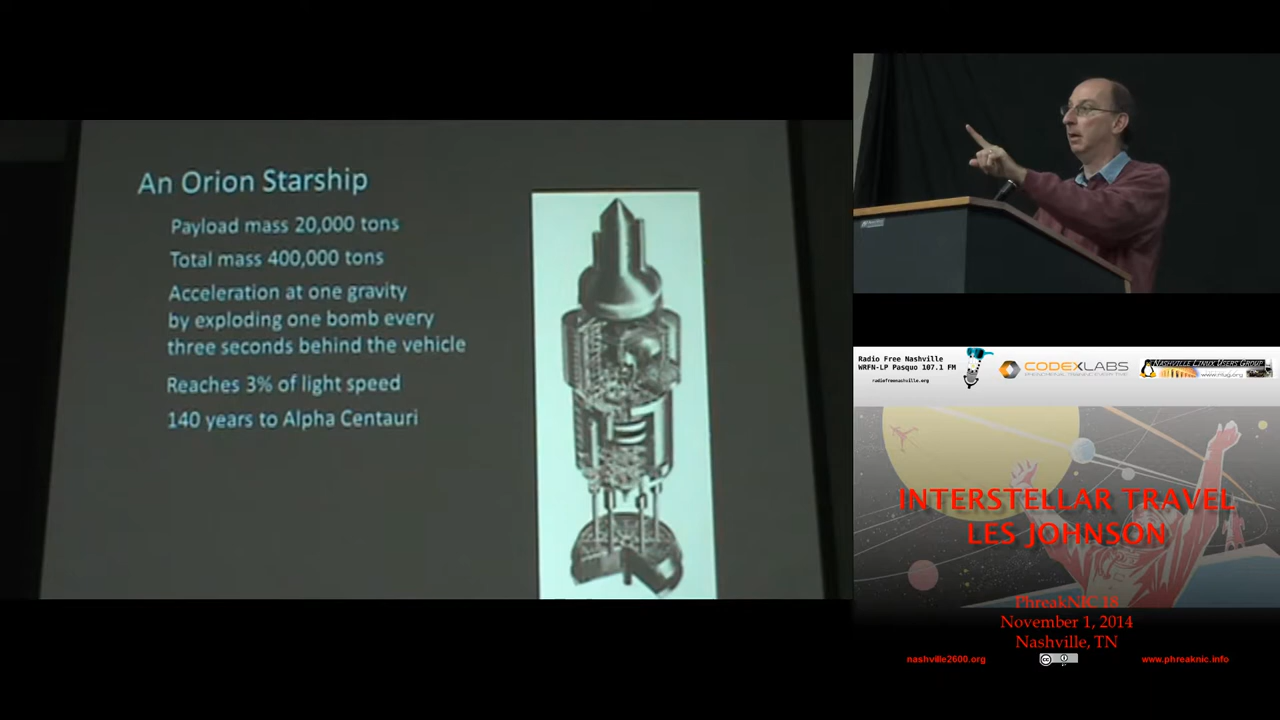 An Orion Starship
Payload mass 20,000 tons
Total mass 400,000 tons
Acceleration at one gravity
by exploding one bomb every
three seconds behind the vehicle
Reaches 3% of light speed
140 years to Alpha Centauri
Radio Free Nashville
WRFN-LP Pasquo 107.1 FM
radiofreenashville.org
CODEXLABS
NASHVILLE LINUX USERS GROUP
www.nlug.org
INTERSTELLAR TRAVEL
LES JOHNSON
PhreakNIC 18
November 1, 2014
Nashville, TN
nashville2600.org
cc
www.phreaknic.info